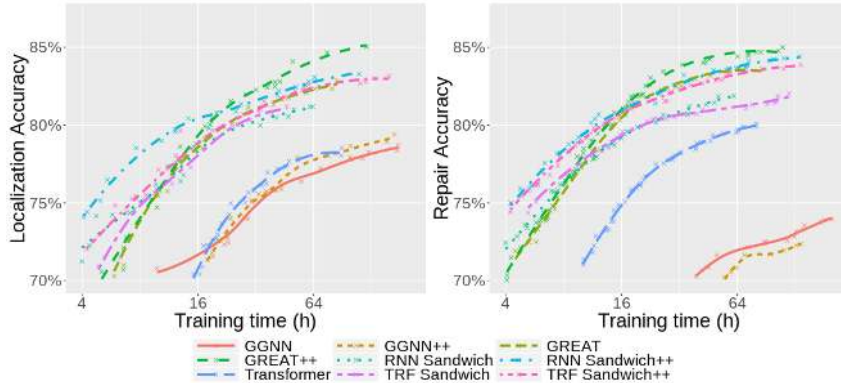 85%
80%
75%
70%
Localization Accuracy
4
16
64
Training time (h)
85%
80%
75%
70%
Repair Accuracy
4
16
64
Training time (h)
GGNN
GGNN++
GREAT
GREAT++
RNN Sandwich
RNN Sandwich++
Transformer
TRF Sandwich
TRF Sandwich++